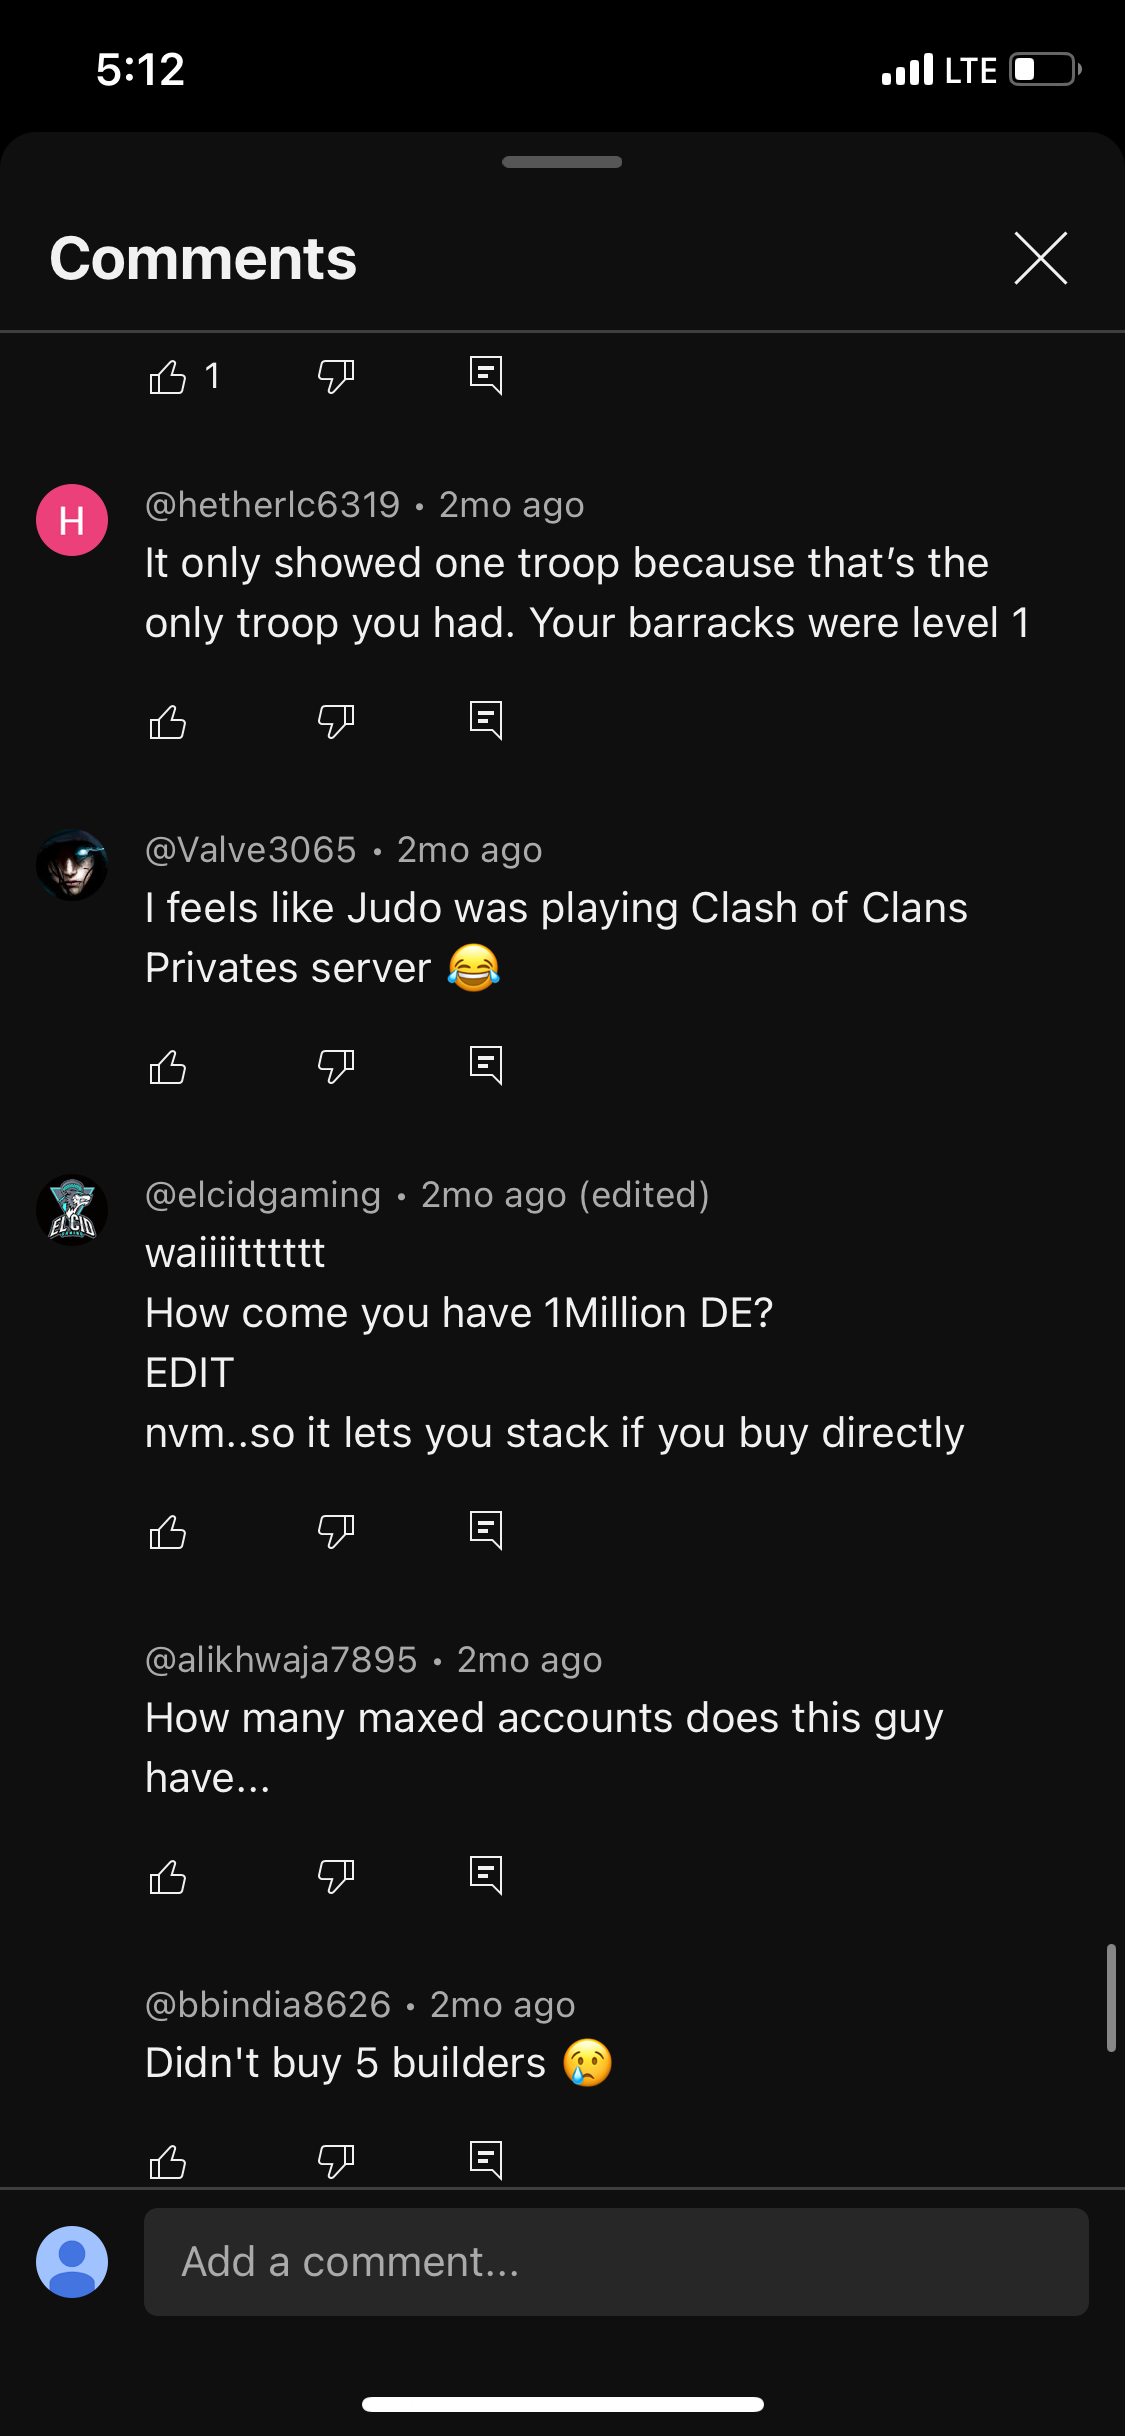 5:12
LTE
Comments
1
H
@hetherlc6319 • 2mo ago
It only showed one troop because that’s the
only troop you had. Your barracks were level 1
@Valve3065 • 2mo ago
I feels like Judo was playing Clash of Clans
Privates server 😂
EL CID
GAMING
@elcidgaming • 2mo ago (edited)
waiiiitttttt
How come you have 1Million DE?
EDIT
nvm..so it lets you stack if you buy directly
@alikhwaja7895 • 2mo ago
How many maxed accounts does this guy
have...
@bbindia8626 • 2mo ago
Didn't buy 5 builders 😢
Add a comment...